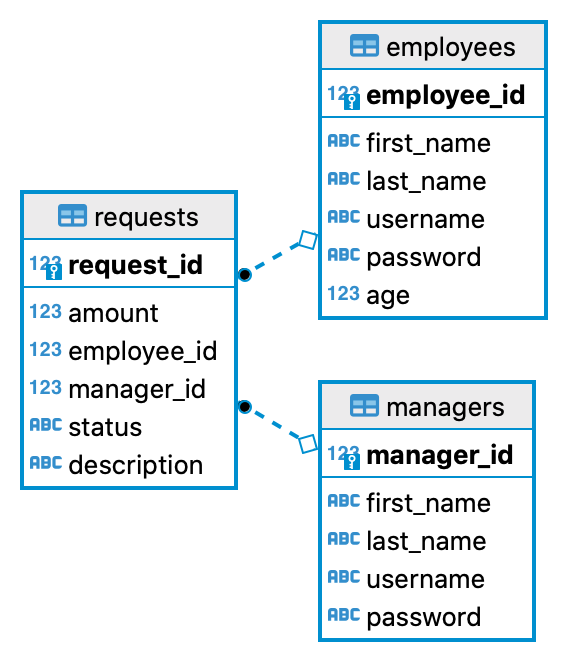 employees
123 employee_id
ABC first_name
ABC last_name
ABC username
ABC password
123 age
requests
123 request_id
123 amount
123 employee_id
123 manager_id
ABC status
ABC description
managers
123 manager_id
ABC first_name
ABC last_name
ABC username
ABC password